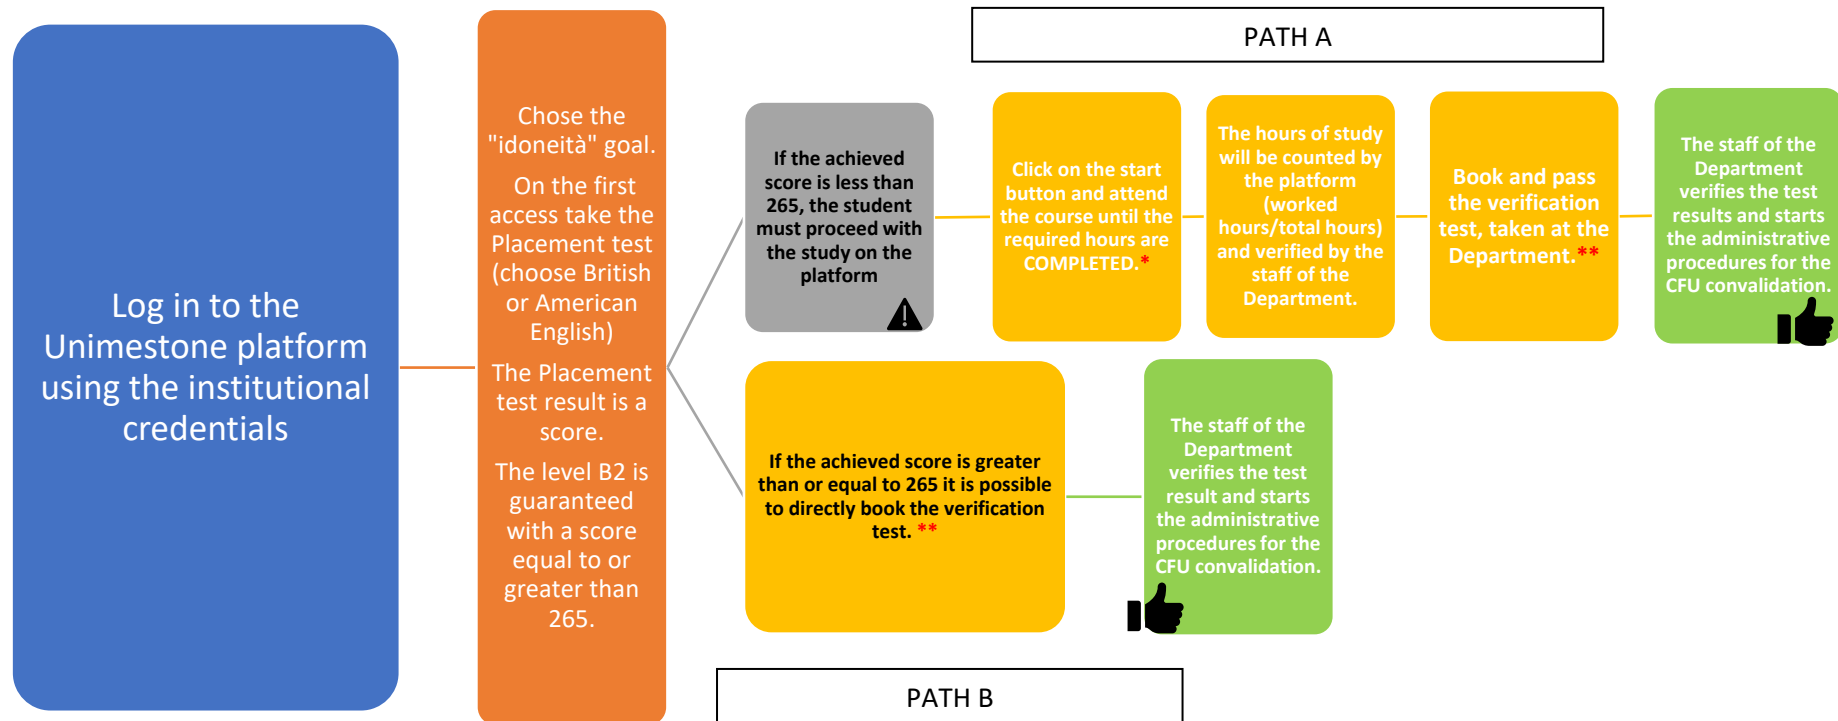 Log in to the
Unimestone platform
using the institutional
credentials
Chose the
"idoneità" goal.
On the first
access take the
Placement test
(choose British
or American
English)
The Placement
test result is a
score.
The level B2 is
guaranteed
with a score
equal to or
greater than
265.
PATH A
If the achieved
score is less than
265, the student
must proceed with
the study on the
platform
Click on the start
button and attend
the course until the
required hours are
COMPLETED.*
The hours of study
will be counted by
the platform
(worked
hours/total hours)
and verified by the
staff of the
Department.
Book and pass
the verification
test, taken at the
Department.**
The staff of the
Department
verifies the test
results and starts
the administrative
procedures for the
CFU convalidation.
If the achieved score is greater
than or equal to 265 it is possible
to directly book the verification
test. **
The staff of the
Department
verifies the test
result and starts
the administrative
procedures for the
CFU convalidation.
PATH B